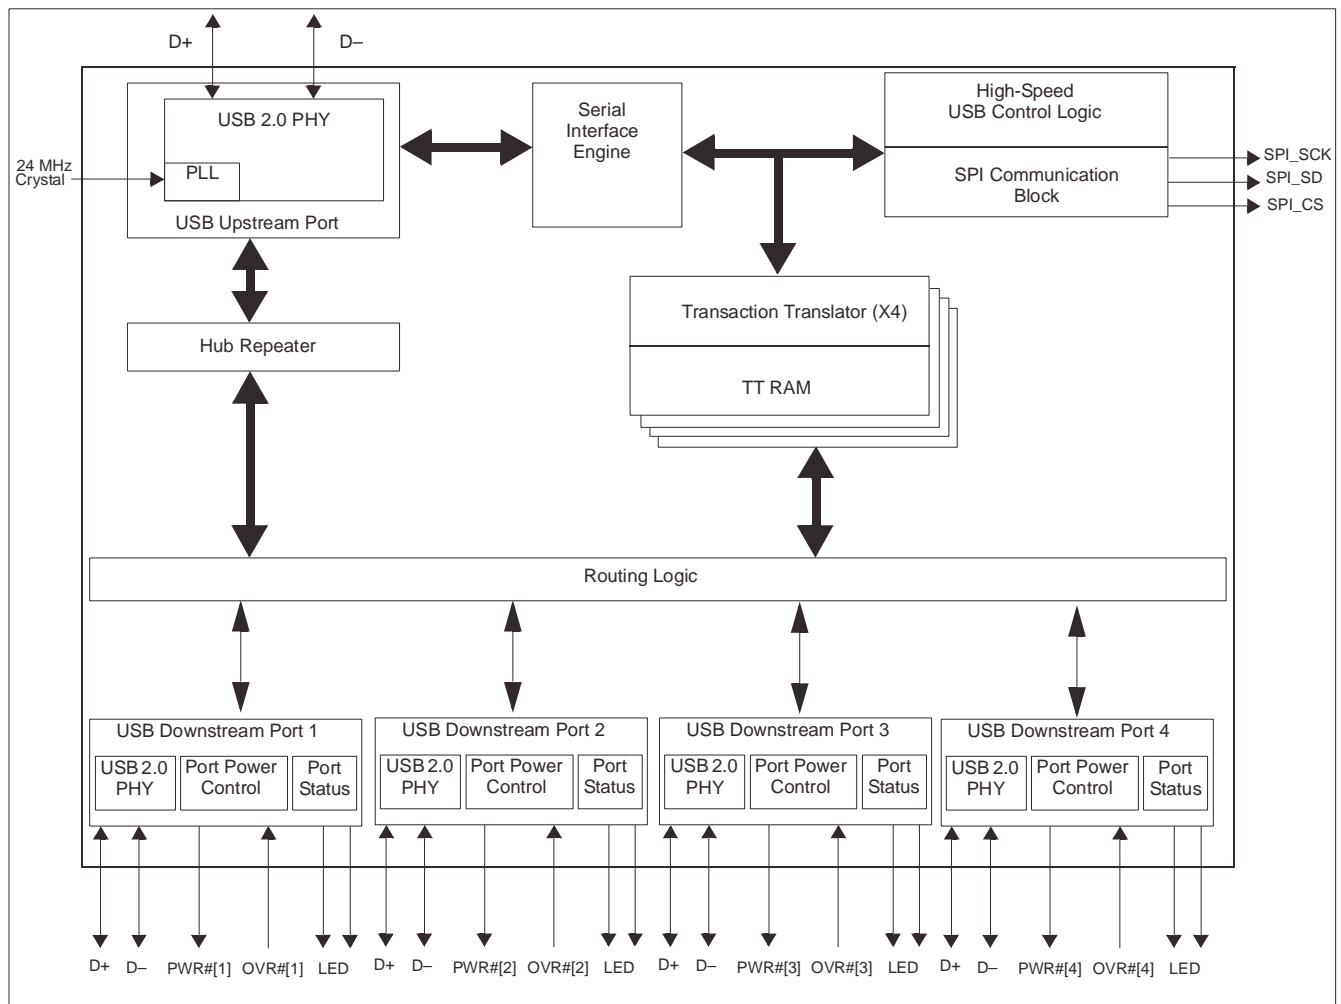 D+
D–
USB 2.0 PHY
PLL
24 MHz
Crystal
USB Upstream Port
Serial
Interface
Engine
High-Speed
USB Control Logic
SPI Communication
Block
SPI_SCK
SPI_SD
SPI_CS
Hub Repeater
Transaction Translator (X4)
TT RAM
Routing Logic
USB Downstream Port 1
USB 2.0
PHY
Port Power
Control
Port
Status
USB Downstream Port 2
USB 2.0
PHY
Port Power
Control
Port
Status
USB Downstream Port 3
USB 2.0
PHY
Port Power
Control
Port
Status
USB Downstream Port 4
USB 2.0
PHY
Port Power
Control
Port
Status
D+ D– PWR#[1] OVR#[1] LED
D+ D– PWR#[2] OVR#[2] LED
D+ D– PWR#[3] OVR#[3] LED
D+ D– PWR#[4] OVR#[4] LED